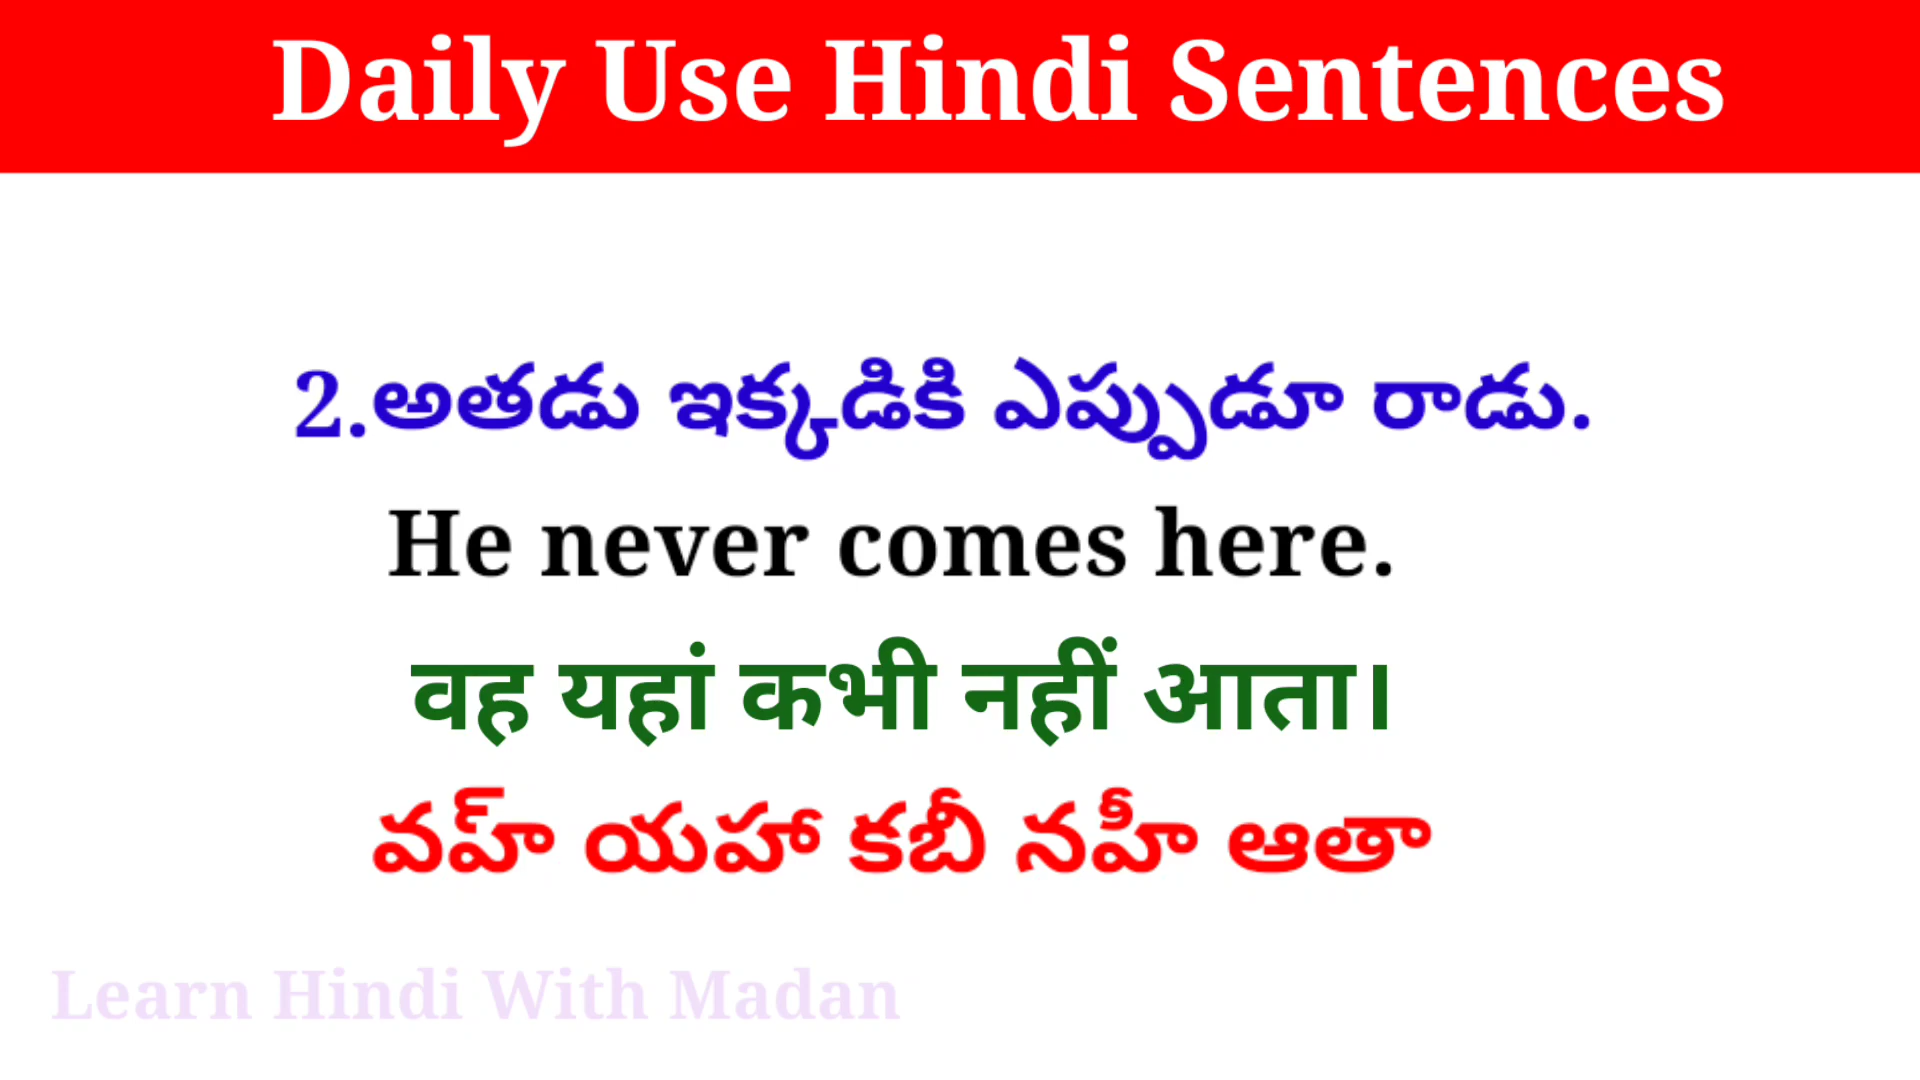 Daily Use Hindi Sentences
2.అతడు ఇక్కడికి ఎప్పుడూ రాడు.
He never comes here.
वह यहां कभी नहीं आता।
వహ్ యహా కబీ నహీ ఆతా
Learn Hindi With Madan